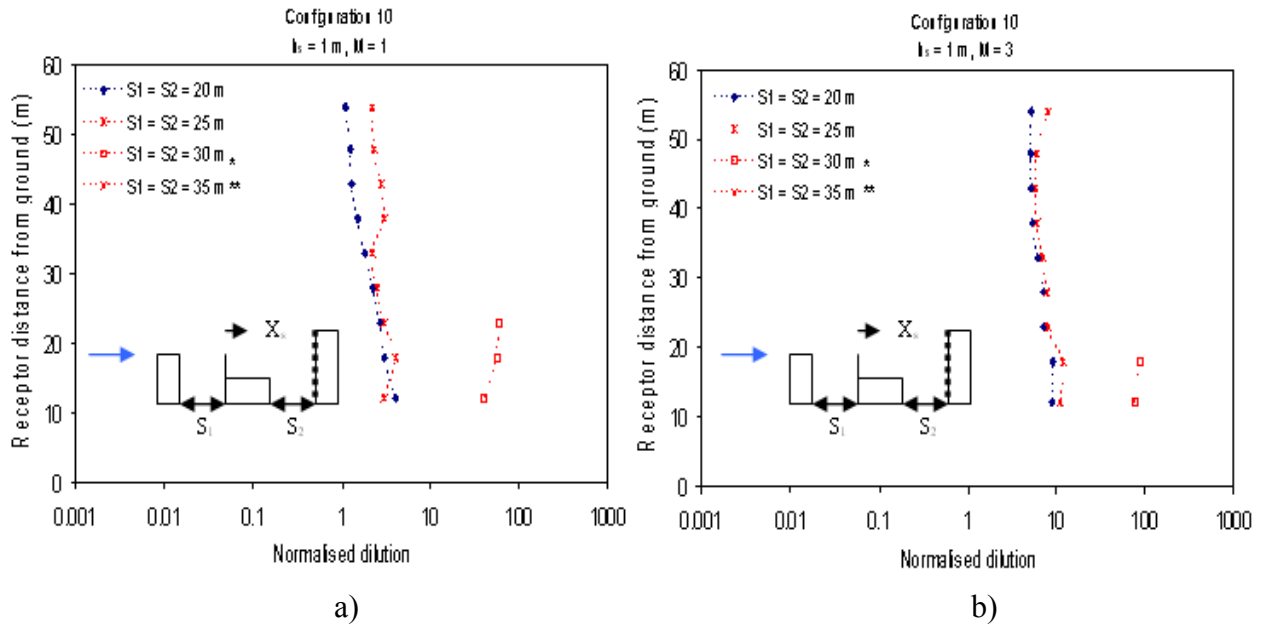 Configuration 10
hs = 1 m, M = 1
S1 = S2 = 20 m
S1 = S2 = 25 m
S1 = S2 = 30 m *
S1 = S2 = 35 m **
Receptor distance from ground (m)
60
50
40
30
20
10
0
X
S1
S2
0.001 0.01 0.1 1 10 100 1000
Normalised dilution
a)
Configuration 10
hs = 1 m, M = 3
S1 = S2 = 20 m
S1 = S2 = 25 m
S1 = S2 = 30 m *
S1 = S2 = 35 m **
Receptor distance from ground (m)
60
50
40
30
20
10
0
X
S1
S2
0.001 0.01 0.1 1 10 100 1000
Normalised dilution
b)